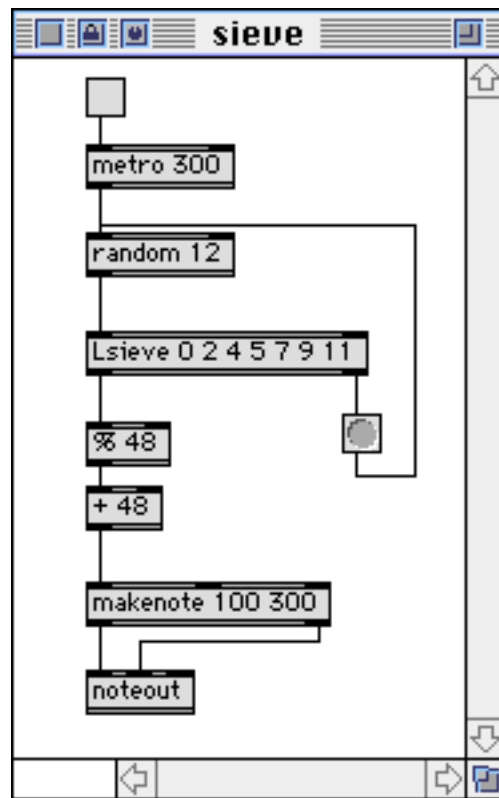 sieve
metro 300
random 12
Lsieve 0 2 4 5 7 9 11
% 48
+ 48
makenote 100 300
noteout